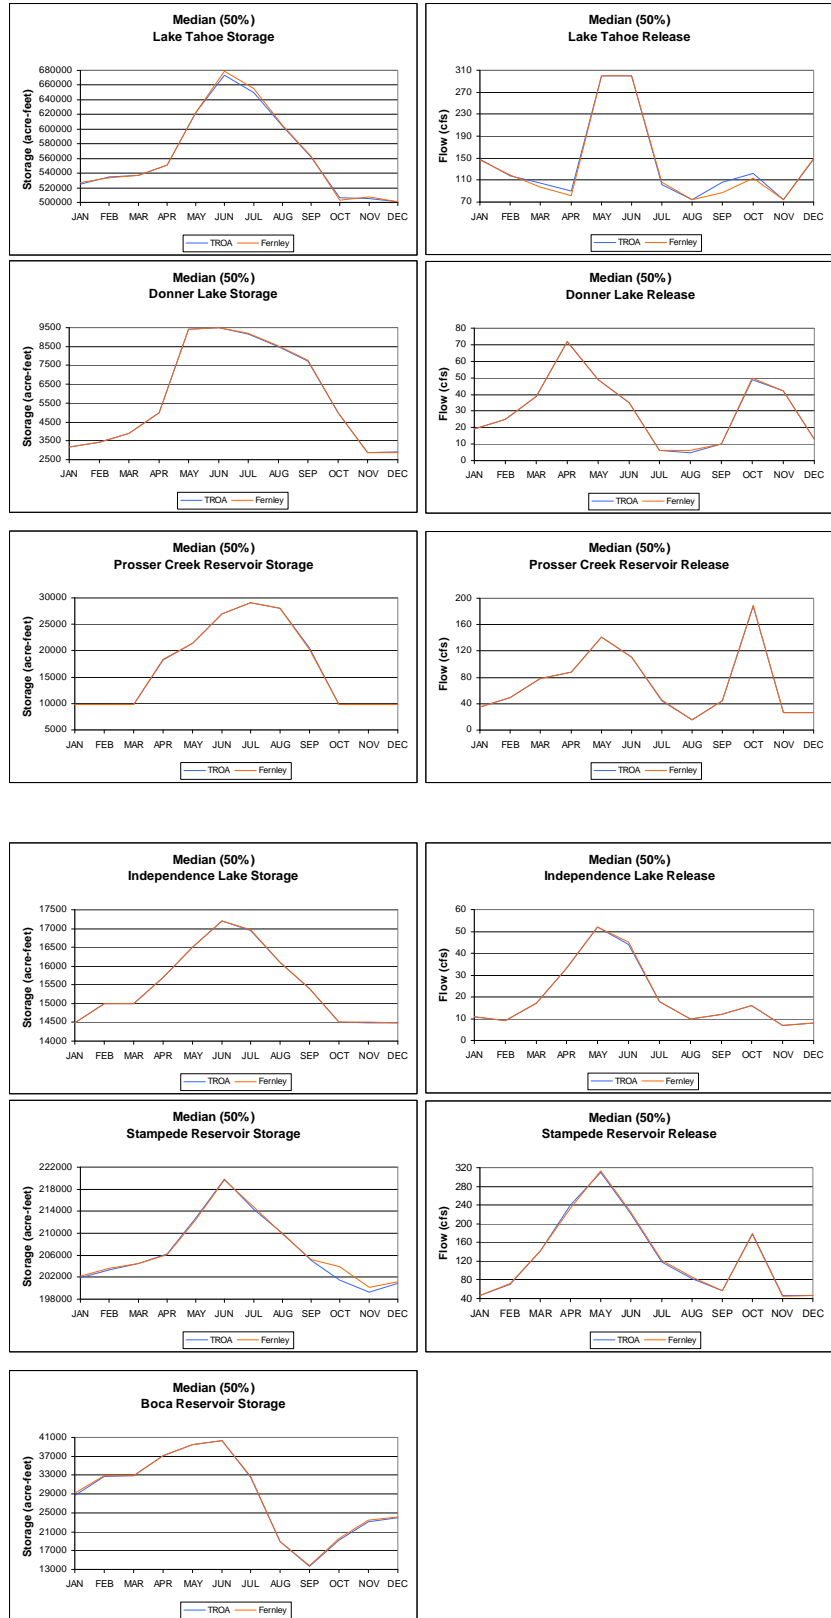 Median (50%)
Lake Tahoe Storage
Storage (acre-feet)
680000
660000
640000
620000
600000
580000
560000
540000
520000
500000
JAN FEB MAR APR MAY JUN JUL AUG SEP OCT NOV DEC
TROA Fernley
Median (50%)
Lake Tahoe Release
Flow (cfs)
310
270
230
190
150
110
70
JAN FEB MAR APR MAY JUN JUL AUG SEP OCT NOV DEC
TROA Fernley
Median (50%)
Donner Lake Storage
Storage (acre-feet)
9500
8500
7500
6500
5500
4500
3500
2500
JAN FEB MAR APR MAY JUN JUL AUG SEP OCT NOV DEC
TROA Fernley
Median (50%)
Donner Lake Release
Flow (cfs)
80
70
60
50
40
30
20
10
0
JAN FEB MAR APR MAY JUN JUL AUG SEP OCT NOV DEC
TROA Fernley
Median (50%)
Prosser Creek Reservoir Storage
Storage (acre-feet)
30000
25000
20000
15000
10000
5000
JAN FEB MAR APR MAY JUN JUL AUG SEP OCT NOV DEC
TROA Fernley
Median (50%)
Prosser Creek Reservoir Release
Flow (cfs)
200
160
120
80
40
0
JAN FEB MAR APR MAY JUN JUL AUG SEP OCT NOV DEC
TROA Fernley
Median (50%)
Independence Lake Storage
Storage (acre-feet)
17500
17000
16500
16000
15500
15000
14500
14000
JAN FEB MAR APR MAY JUN JUL AUG SEP OCT NOV DEC
TROA Fernley
Median (50%)
Independence Lake Release
Flow (cfs)
60
50
40
30
20
10
0
JAN FEB MAR APR MAY JUN JUL AUG SEP OCT NOV DEC
TROA Fernley
Median (50%)
Stampede Reservoir Storage
Storage (acre-feet)
222000
218000
214000
210000
206000
202000
198000
JAN FEB MAR APR MAY JUN JUL AUG SEP OCT NOV DEC
TROA Fernley
Median (50%)
Stampede Reservoir Release
Flow (cfs)
320
280
240
200
160
120
80
40
JAN FEB MAR APR MAY JUN JUL AUG SEP OCT NOV DEC
TROA Fernley
Median (50%)
Boca Reservoir Storage
Storage (acre-feet)
41000
37000
33000
29000
25000
21000
17000
13000
JAN FEB MAR APR MAY JUN JUL AUG SEP OCT NOV DEC
TROA Fernley